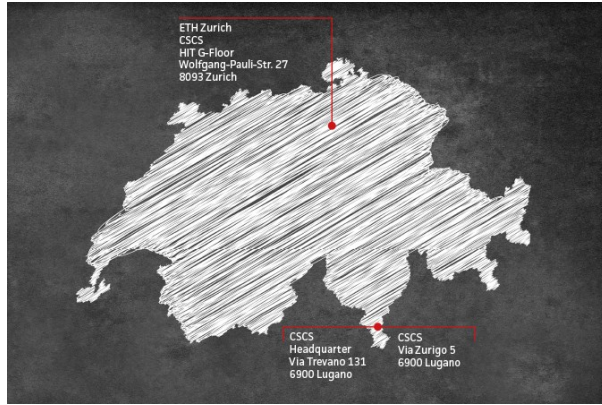 ETH Zurich
CSCS
HIT G-Floor
Wolfgang-Pauli-Str. 27
8093 Zurich
CSCS
Headquarter
Via Trevano 131
6900 Lugano
CSCS
Via Zurigo 5
6900 Lugano